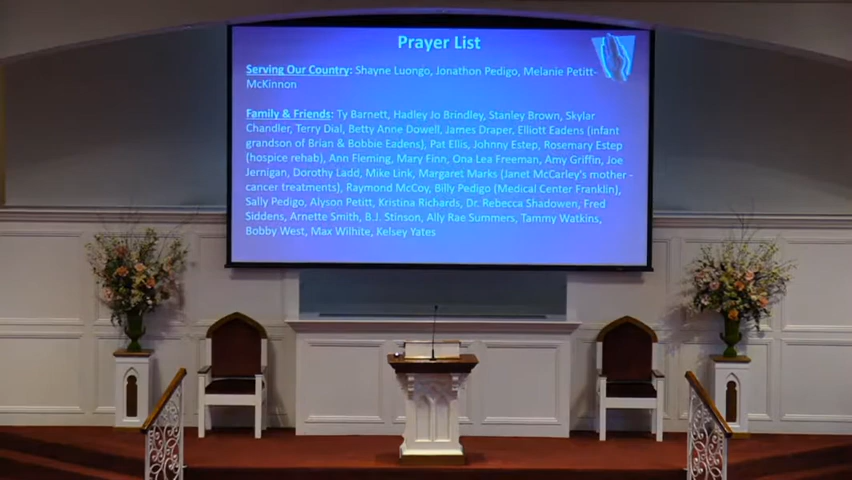 Prayer List
Serving Our Country: Shayne Luongo, Jonathon Pedigo, Melanie Petitt-
McKinnon
Family & Friends: Ty Barnett, Hadley Jo Brindley, Stanley Brown, Skylar
Chandler, Terry Dial, Betty Anne Dowell, James Draper, Elliott Eadens (infant
grandson of Brian & Bobbie Eadens), Pat Ellis, Johnny Estep, Rosemary Estep
(hospice rehab), Ann Fleming, Mary Finn, Ona Lea Freeman, Amy Griffin, Joe
Jernigan, Dorothy Ladd, Mike Link, Margaret Marks (Janet McCarley's mother -
cancer treatments), Raymond McCoy, Billy Pedigo (Medical Center Franklin),
Sally Pedigo, Alyson Petitt, Kristina Richards, Dr. Rebecca Shadowen, Fred
Siddens, Arnette Smith, B.J. Stinson, Ally Rae Summers, Tammy Watkins,
Bobby West, Max Wilhite, Kelsey Yates